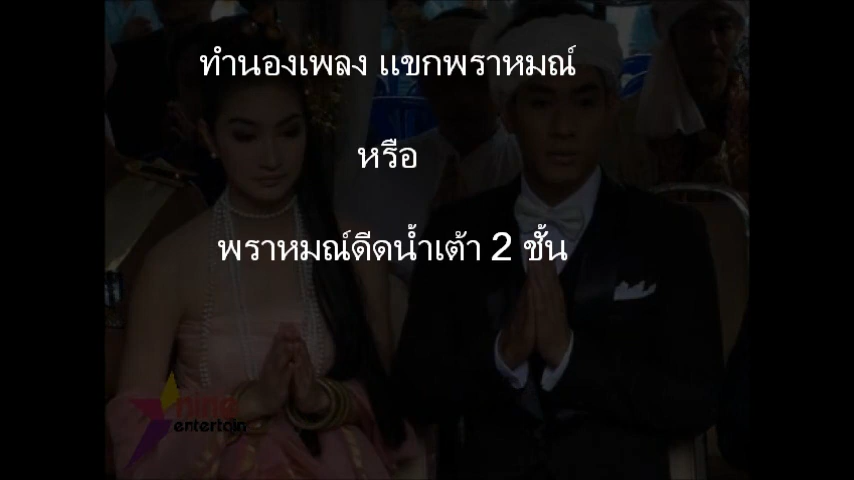 ทำนองเพลง แขกพราหมณ์
หรือ
พราหมณ์ดีดน้ำเต้า 2 ชั้น
nine
entertain